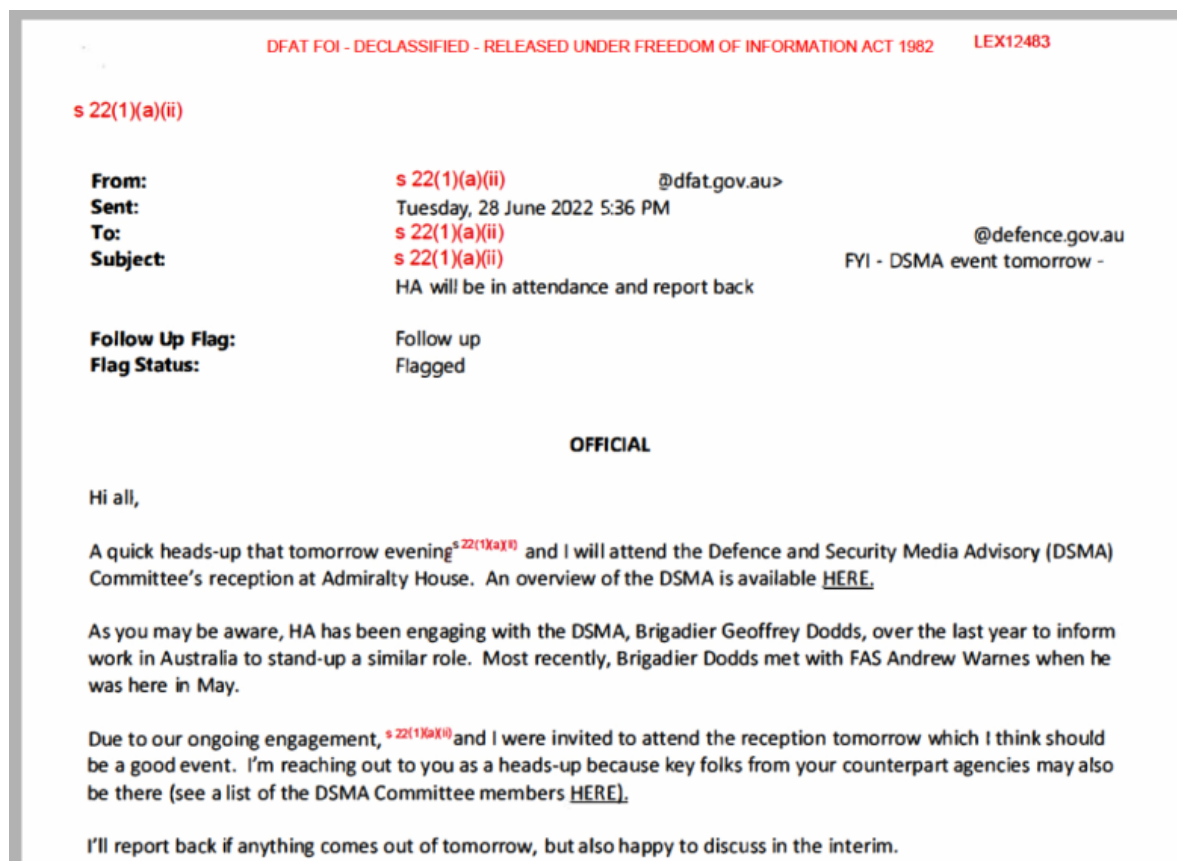 DFAT FOI - DECLASSIFIED - RELEASED UNDER FREEDOM OF INFORMATION ACT 1982 LEX12483
s 22(1)(a)(ii)
From: s 22(1)(a)(ii) @dfat.gov.au>
Sent: Tuesday, 28 June 2022 5:36 PM
To: s 22(1)(a)(ii) @defence.gov.au
Subject: s 22(1)(a)(ii) FYI - DSMA event tomorrow -
HA will be in attendance and report back
Follow Up Flag: Follow up
Flag Status: Flagged
OFFICIAL
Hi all,
A quick heads-up that tomorrow evening s 22(1)(a)(ii) and I will attend the Defence and Security Media Advisory (DSMA)
Committee's reception at Admiralty House. An overview of the DSMA is available HERE.
As you may be aware, HA has been engaging with the DSMA, Brigadier Geoffrey Dodds, over the last year to inform
work in Australia to stand-up a similar role. Most recently, Brigadier Dodds met with FAS Andrew Warnes when he
was here in May.
Due to our ongoing engagement, s 22(1)(a)(ii) and I were invited to attend the reception tomorrow which I think should
be a good event. I'm reaching out to you as a heads-up because key folks from your counterpart agencies may also
be there (see a list of the DSMA Committee members HERE).
I'll report back if anything comes out of tomorrow, but also happy to discuss in the interim.